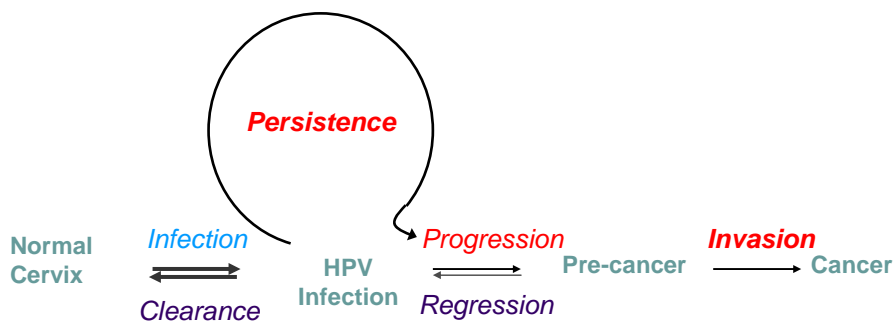 Persistence
Normal
Cervix
Infection
Clearance
HPV
Infection
Progression
Regression
Pre-cancer
Invasion
Cancer